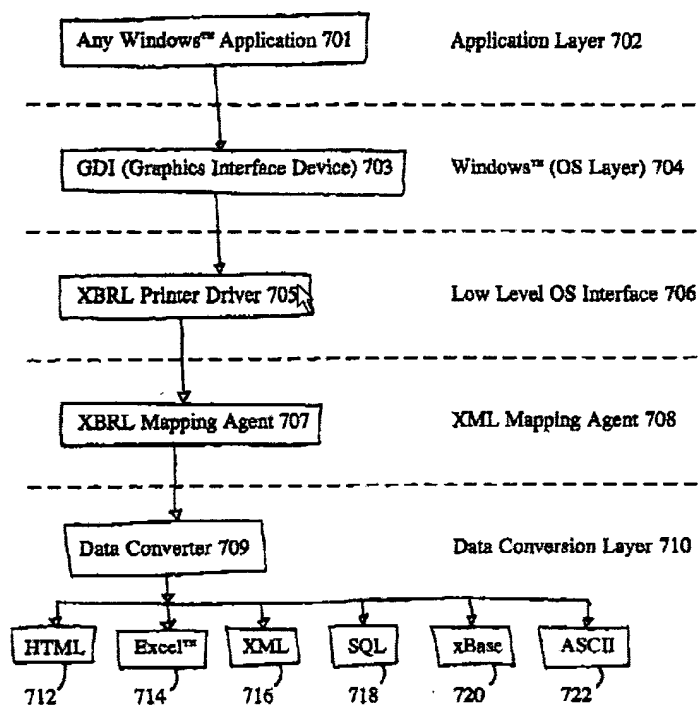 Any Windows™ Application 701
Application Layer 702
GDI (Graphics Interface Device) 703
Windows™ (OS Layer) 704
XBRL Printer Driver 705
Low Level OS Interface 706
XBRL Mapping Agent 707
XML Mapping Agent 708
Data Converter 709
Data Conversion Layer 710
HTML
Excel™
XML
SQL
xBase
ASCII
712
714
716
718
720
722